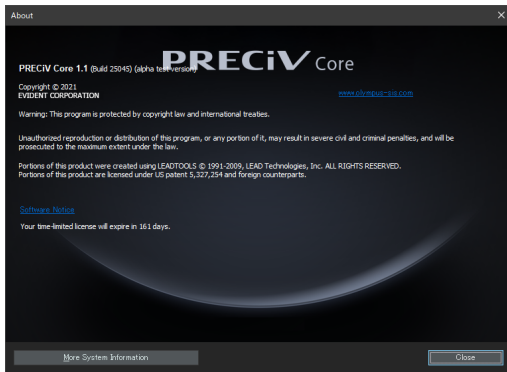 About
PRECiV Core
PRECiV Core 1.1 (Build 25045) (alpha test version)
Copyright © 2021
EVIDENT CORPORATION
www.olympus-sis.com
Warning: This program is protected by copyright law and international treaties.
Unauthorized reproduction or distribution of this program, or any portion of it, may result in severe civil and criminal penalties, and will be
prosecuted to the maximum extent under the law.
Portions of this product were created using LEADTOOLS © 1991-2009, LEAD Technologies, Inc. ALL RIGHTS RESERVED.
Portions of this product are licensed under US patent 5,327,254 and foreign counterparts.
Software Notice
Your time-limited license will expire in 161 days.
More System Information
Close